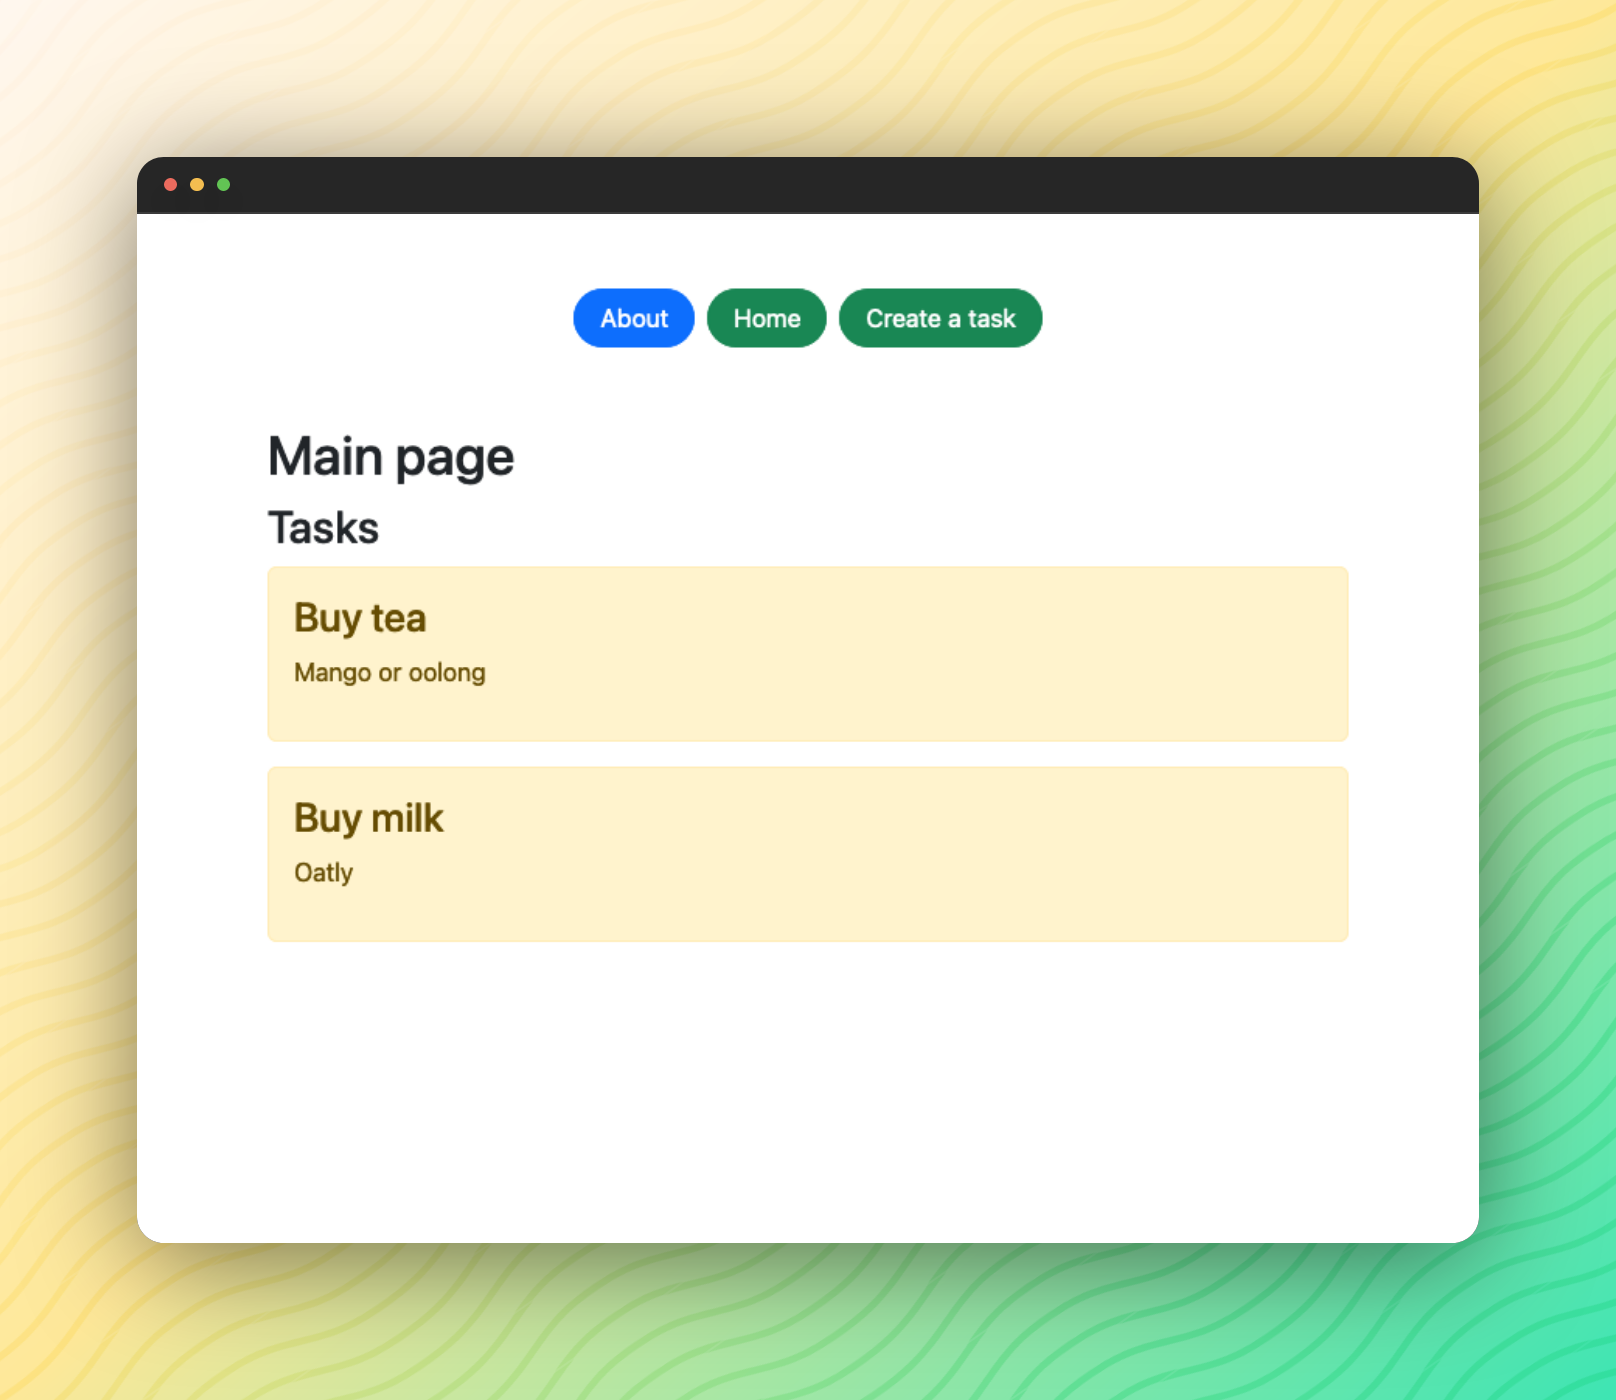 About Home Create a task
Main page
Tasks
Buy tea
Mango or oolong
Buy milk
Oatly